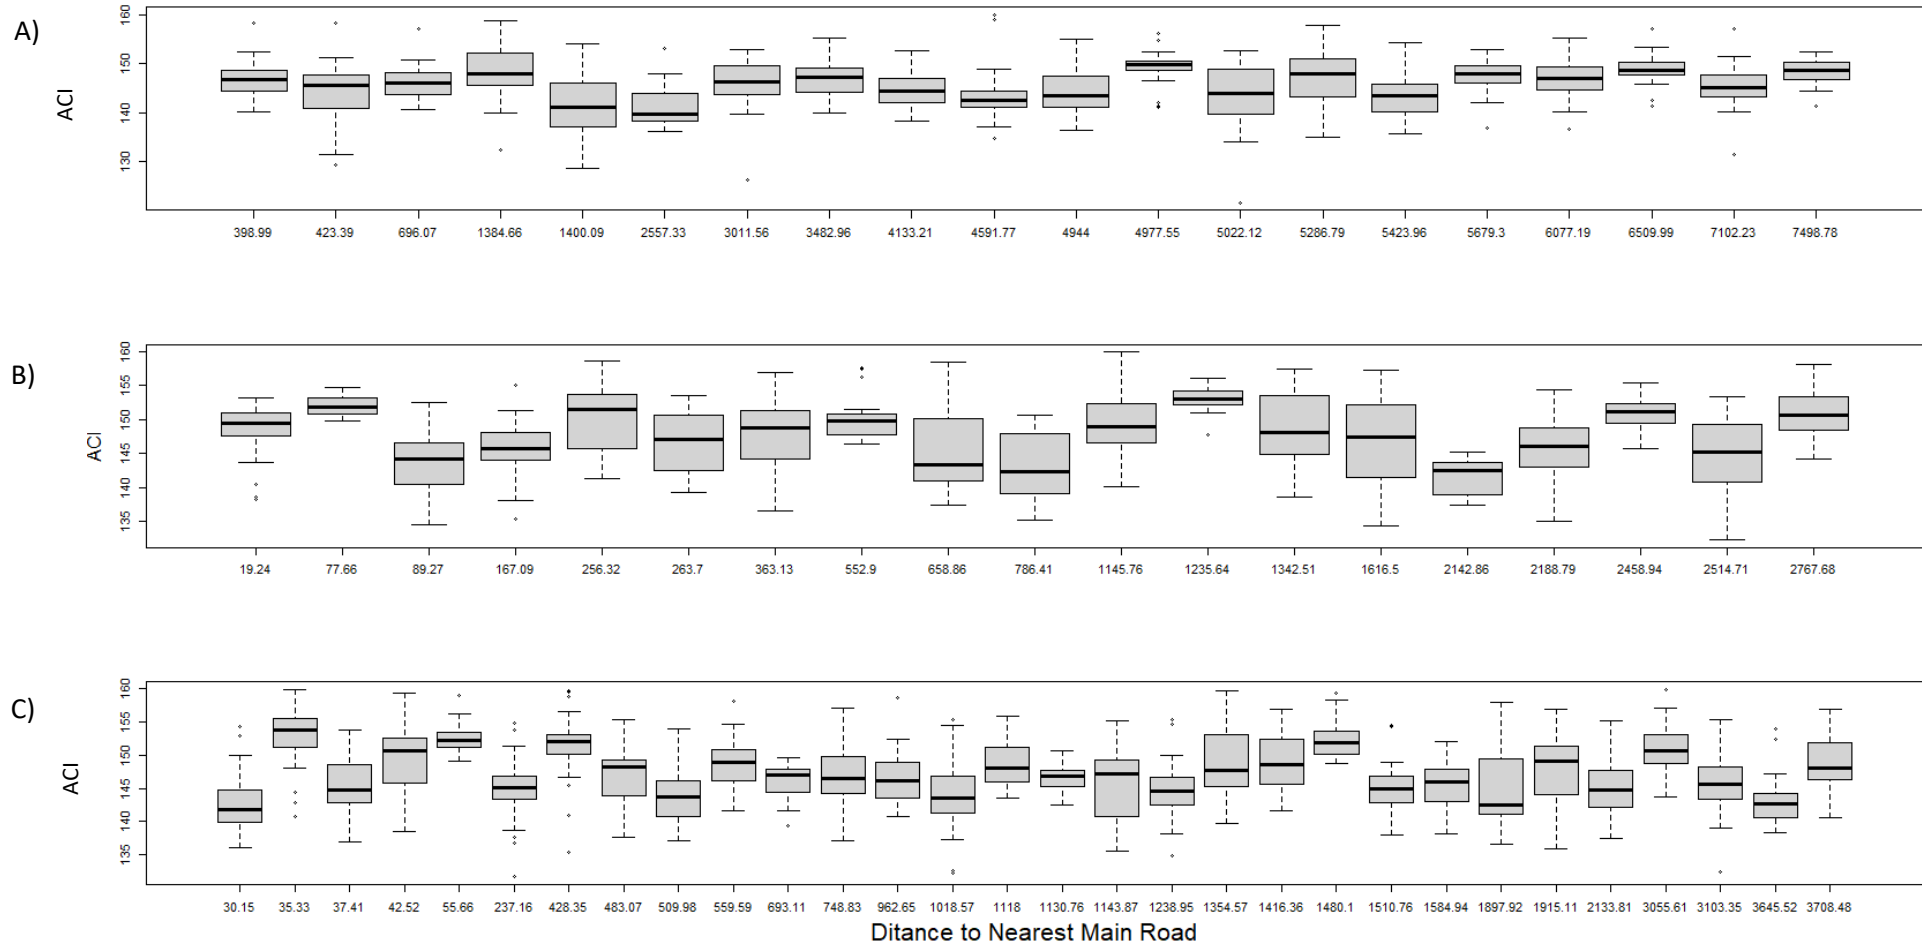 A)
ACI
160
150
140
130
398.99 423.39 696.07 1384.66 1400.09 2557.33 3011.56 3482.96 4133.21 4591.77 4944 4977.55 5022.12 5286.79 5423.96 5679.3 6077.19 6509.99 7102.23 7498.78
B)
ACI
160
155
150
145
140
135
19.24 77.66 89.27 167.09 256.32 263.7 363.13 552.9 658.86 786.41 1145.76 1235.64 1342.51 1616.5 2142.86 2188.79 2458.94 2514.71 2767.68
C)
ACI
160
155
150
145
140
135
30.15 35.33 37.41 42.52 55.66 237.16 428.35 483.07 509.98 559.59 693.11 748.83 962.65 1018.57 1118 1130.76 1143.87 1238.95 1354.57 1416.36 1480.1 1510.76 1584.94 1897.92 1915.11 2133.81 3055.61 3103.35 3645.52 3708.48
Ditance to Nearest Main Road